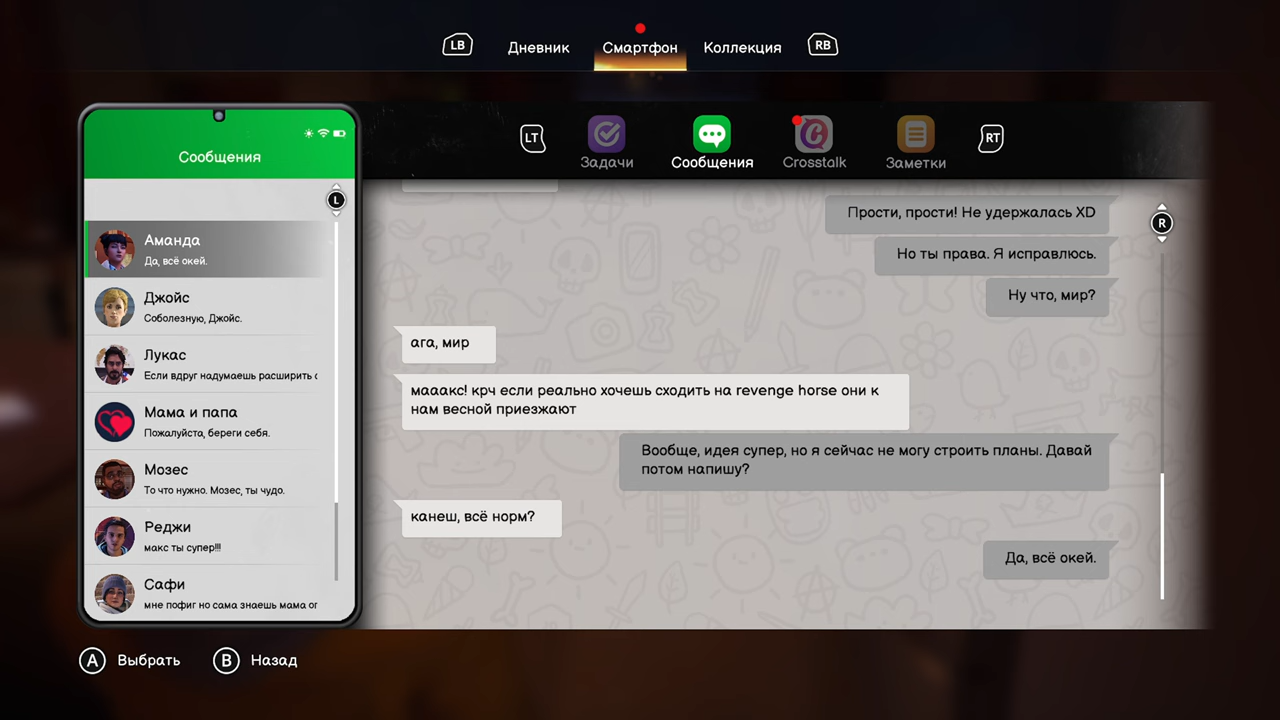 LB
Дневник
Смартфон
Коллекция
RB
Сообщения
L
Аманда
Да, всё окей.
Джойс
Соболезную, Джойс.
Лукас
Если вдруг надумаешь расширить с
Мама и папа
Пожалуйста, береги себя.
Мозес
То что нужно. Мозес, ты чудо.
Реджи
макс ты супер!!!
Сафи
мне пофиг но сама знаешь мама ог
LT
Задачи
Сообщения
Crosstalk
Заметки
RT
R
Прости, прости! Не удержалась XD
Но ты права. Я исправлюсь.
Ну что, мир?
ага, мир
мааакс! крч если реально хочешь сходить на revenge horse они к
нам весной приезжают
Вообще, идея супер, но я сейчас не могу строить планы. Давай
потом напишу?
канеш, всё норм?
Да, всё окей.
A Выбрать
B Назад